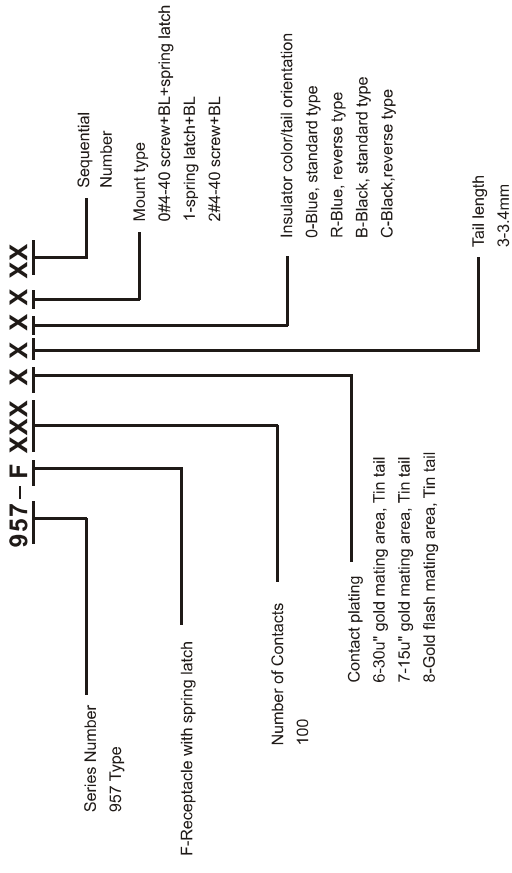 957 – F XXX X X X X XX
Series Number
957 Type
F-Receptacle with spring latch
Number of Contacts
100
Contact plating
6-30u" gold mating area, Tin tail
7-15u" gold mating area, Tin tail
8-Gold flash mating area, Tin tail
Tail length
3-3.4mm
Insulator color/tail orientation
0-Blue, standard type
R-Blue, reverse type
B-Black, standard type
C-Black,reverse type
Mount type
0#4-40 screw+BL+spring latch
1-spring latch+BL
2#4-40 screw+BL
Sequential
Number